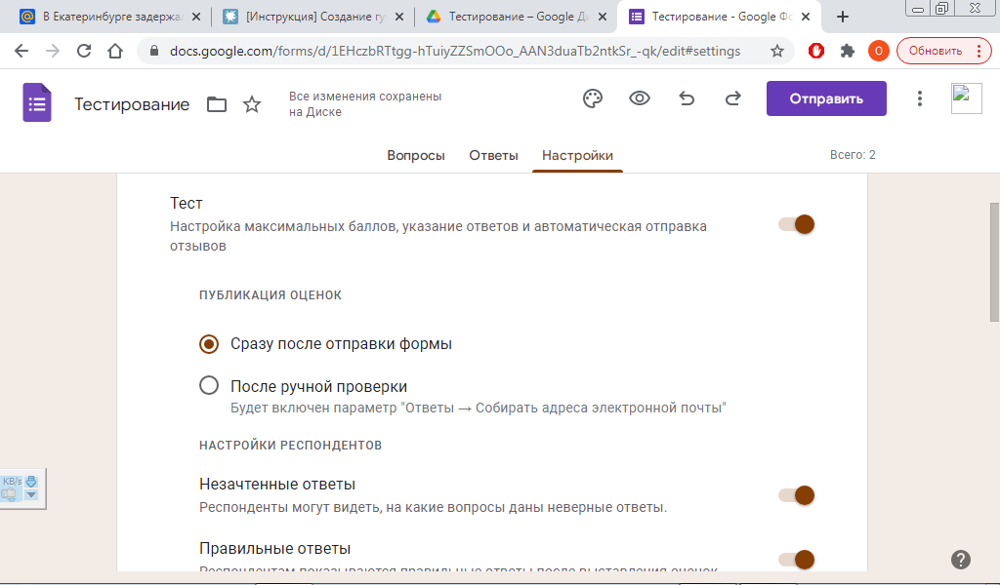 В Екатеринбурге задержа
[Инструкция] Создание гу
Тестирование – Google Ди
Тестирование - Google Фо
docs.google.com/forms/d/1EHczbRTtgg-hTuiyZZSmOOo_AAN3duaTb2ntkSr_-qk/edit#settings
О
Обновить
Тестирование
Все изменения сохранены
на Диске
Отправить
Вопросы
Ответы
Настройки
Всего: 2
Тест
Настройка максимальных баллов, указание ответов и автоматическая отправка
отзывов
ПУБЛИКАЦИЯ ОЦЕНОК
Сразу после отправки формы
После ручной проверки
Будет включен параметр "Ответы → Собирать адреса электронной почты"
НАСТРОЙКИ РЕСПОНДЕНТОВ
KB/s
Незачтенные ответы
Респонденты могут видеть, на какие вопросы даны неверные ответы.
Правильные ответы
Респондентам показываются правильные ответы после выставления оценок.